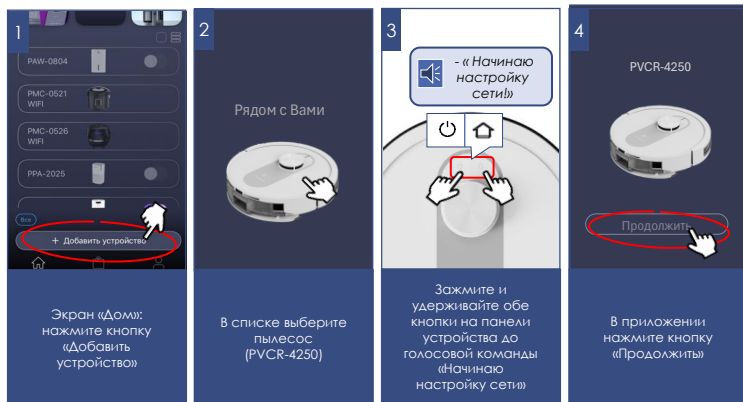 1
PAW-0804
PMC-0521
WIFI
PMC-0526
WIFI
PPA-2025
Все
+ Добавить устройство
Экран «Дом»:
нажмите кнопку
«Добавить
устройство»
2
Рядом с Вами
В списке выберите
пылесос
(PVCR-4250)
3
- « Начинаю
настройку
сети!»
Зажмите и
удерживайте обе
кнопки на панели
устройства до
голосовой команды
«Начинаю
настройку сети»
4
PVCR-4250
Продолжить
В приложении
нажмите кнопку
«Продолжить»